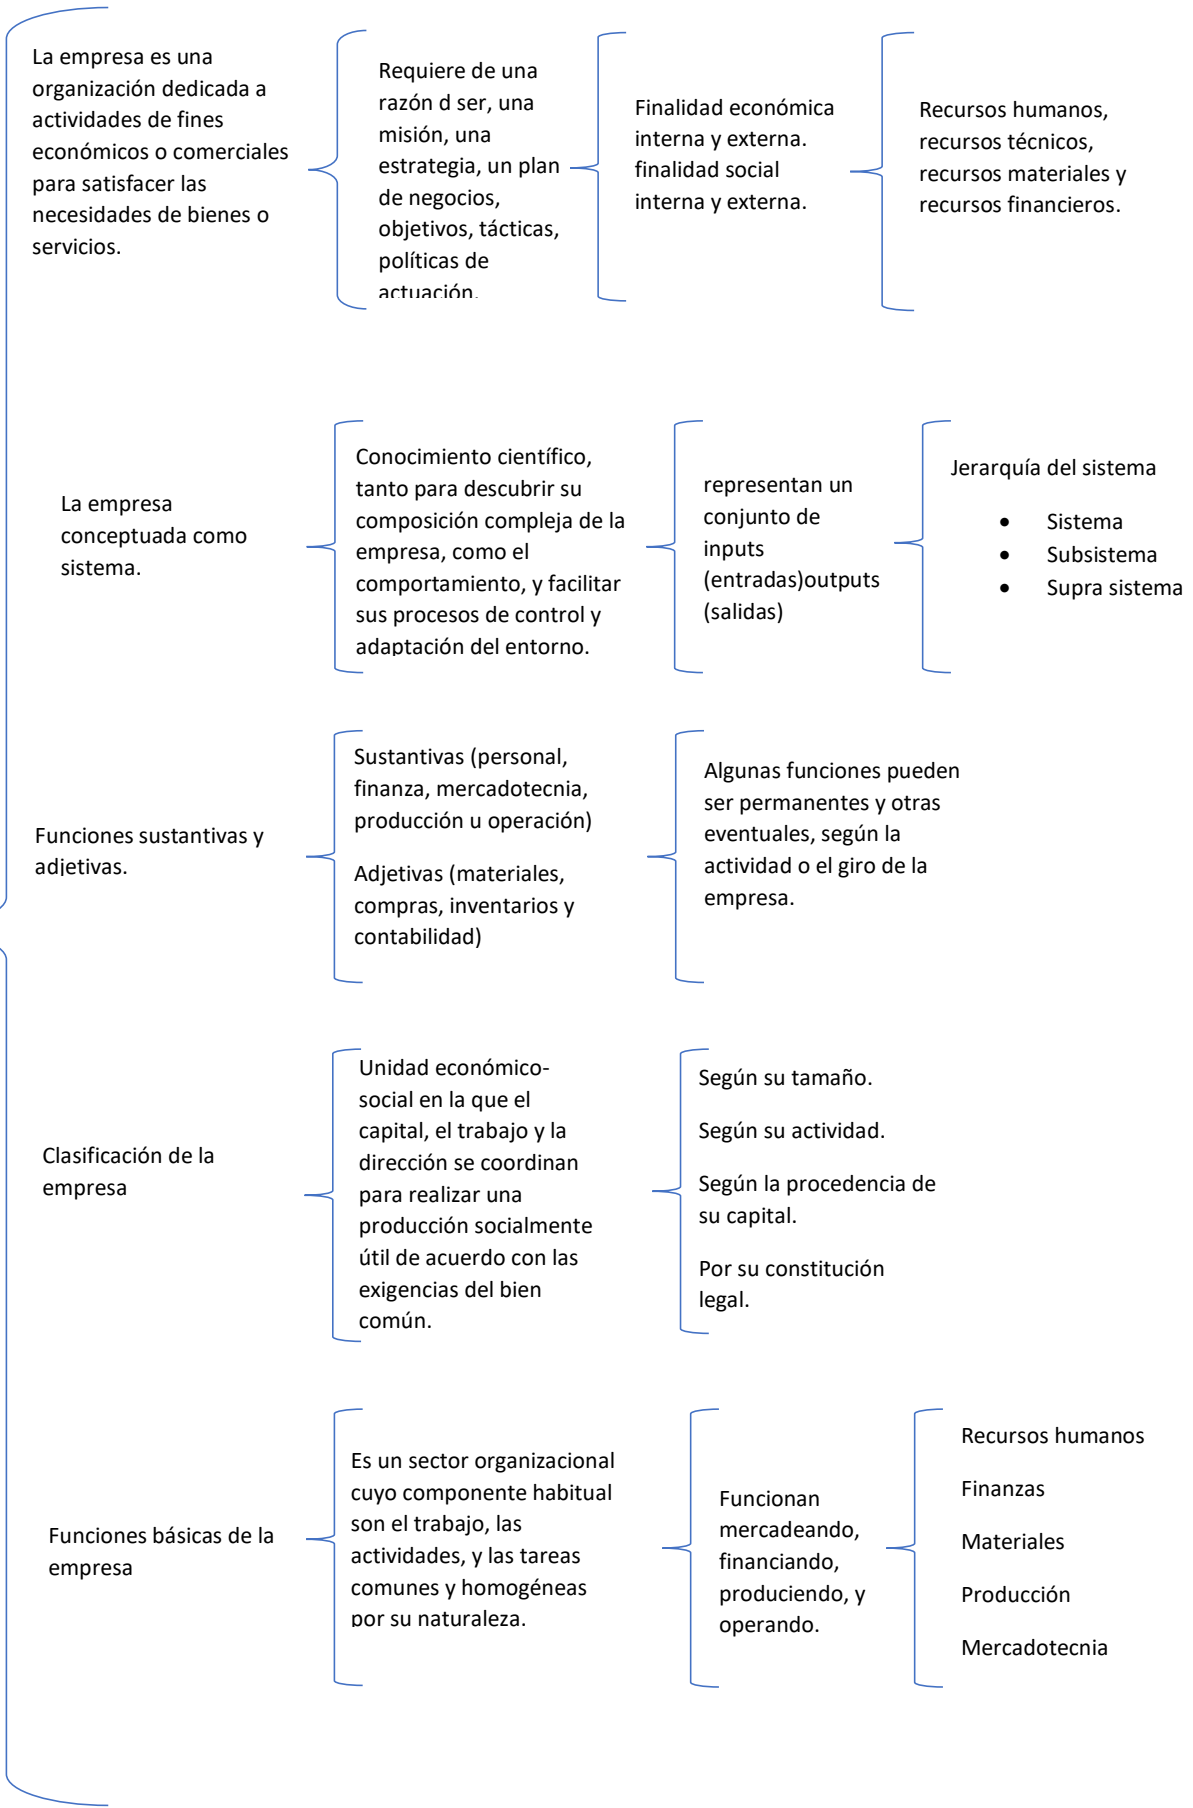 La empresa es una
organización dedicada a
actividades de fines
económicos o comerciales
para satisfacer las
necesidades de bienes o
servicios.
Requiere de una
razón d ser, una
misión, una
estrategia, un plan
de negocios,
objetivos, tácticas,
políticas de
actuación.
Finalidad económica
interna y externa.
finalidad social
interna y externa.
Recursos humanos,
recursos técnicos,
recursos materiales y
recursos financieros.
La empresa
conceptuada como
sistema.
Conocimiento científico,
tanto para descubrir su
composición compleja de la
empresa, como el
comportamiento, y facilitar
sus procesos de control y
adaptación del entorno.
representan un
conjunto de
inputs
(entradas)outputs
(salidas)
Jerarquía del sistema
• Sistema
• Subsistema
• Supra sistema
Funciones sustantivas y
adjetivas.
Sustantivas (personal,
finanza, mercadotecnia,
producción u operación)
Adjetivas (materiales,
compras, inventarios y
contabilidad)
Algunas funciones pueden
ser permanentes y otras
eventuales, según la
actividad o el giro de la
empresa.
Clasificación de la
empresa
Unidad económico-
social en la que el
capital, el trabajo y la
dirección se coordinan
para realizar una
producción socialmente
útil de acuerdo con las
exigencias del bien
común.
Según su tamaño.
Según su actividad.
Según la procedencia de
su capital.
Por su constitución
legal.
Funciones básicas de la
empresa
Es un sector organizacional
cuyo componente habitual
son el trabajo, las
actividades, y las tareas
comunes y homogéneas
por su naturaleza.
Funcionan
mercadeando,
financiando,
produciendo, y
operando.
Recursos humanos
Finanzas
Materiales
Producción
Mercadotecnia